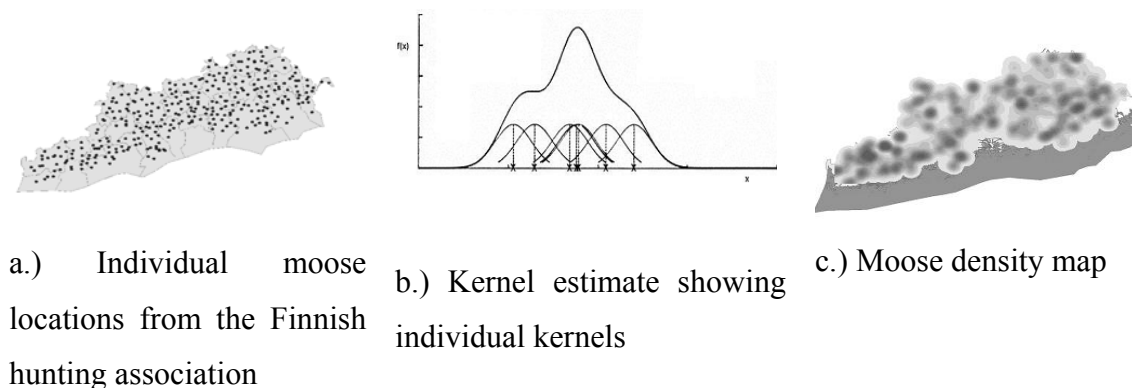 f(x)
x
a.) Individual moose
locations from the Finnish
hunting association
b.) Kernel estimate showing
individual kernels
c.) Moose density map